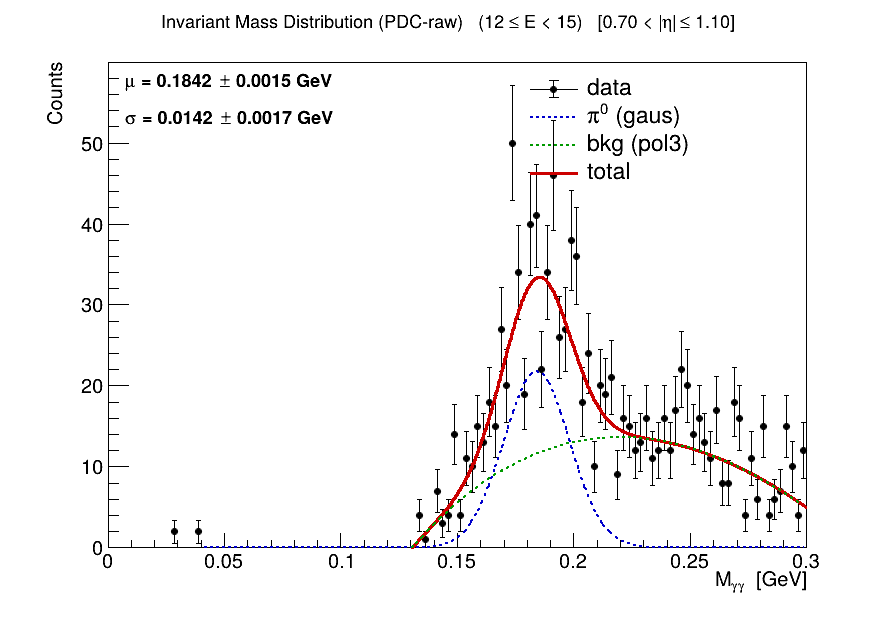 Invariant Mass Distribution (PDC-raw) (12 ≤ E < 15) [0.70 < |η| ≤ 1.10]
Counts
μ = 0.1842 ± 0.0015 GeV
σ = 0.0142 ± 0.0017 GeV
data
π⁰ (gaus)
bkg (pol3)
total
50
40
30
20
10
0
0 0.05 0.1 0.15 0.2 0.25 0.3
M_γγ [GeV]